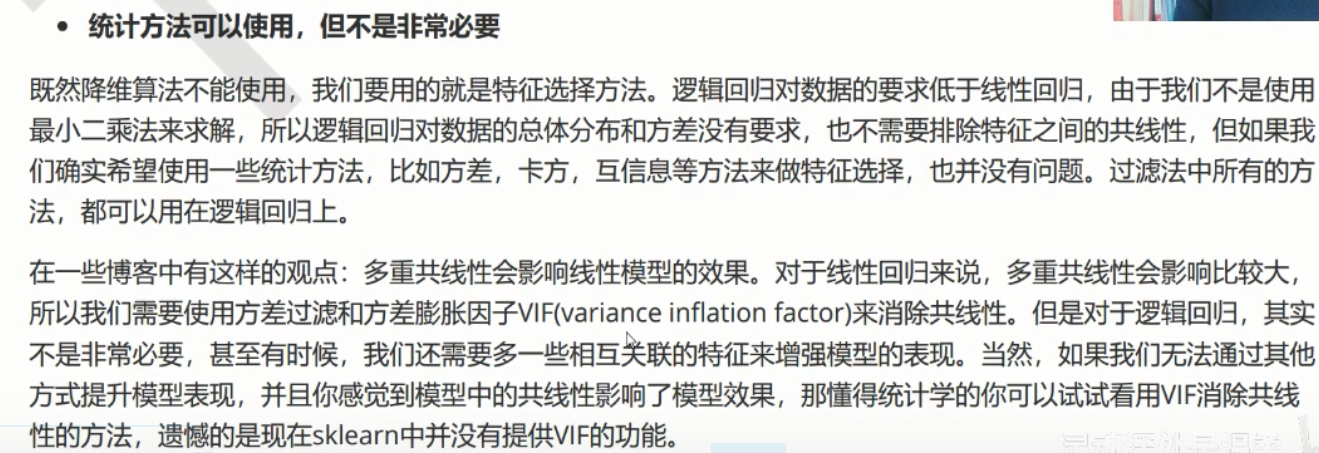 • 统计方法可以使用，但不是非常必要
既然降维算法不能使用，我们要用的就是特征选择方法。逻辑回归对数据的要求低于线性回归，由于我们不是使用
最小二乘法来求解，所以逻辑回归对数据的总体分布和方差没有要求，也不需要排除特征之间的共线性，但如果我
们确实希望使用一些统计方法，比如方差，卡方，互信息等方法来做特征选择，也并没有问题。过滤法中所有的方
法，都可以用在逻辑回归上。
在一些博客中有这样的观点：多重共线性会影响线性模型的效果。对于线性回归来说，多重共线性会影响比较大，
所以我们需要使用方差过滤和方差膨胀因子VIF(variance inflation factor)来消除共线性。但是对于逻辑回归，其实
不是非常必要，甚至有时候，我们还需要多一些相互关联的特征来增强模型的表现。当然，如果我们无法通过其他
方式提升模型表现，并且你感觉到模型中的共线性影响了模型效果，那懂得统计学的你可以试试看用VIF消除共线
性的方法，遗憾的是现在sklearn中并没有提供VIF的功能。